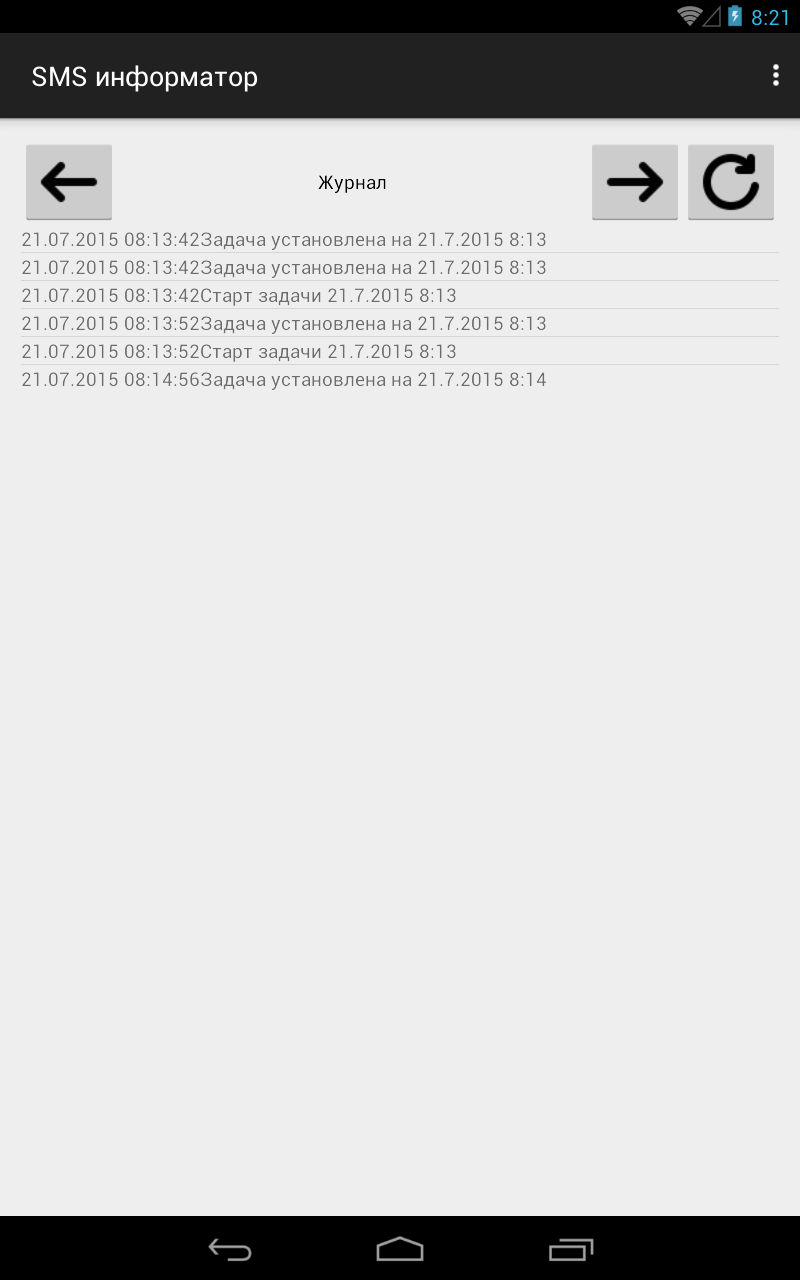 8:21
SMS информатор
Журнал
21.07.2015 08:13:42Задача установлена на 21.7.2015 8:13
21.07.2015 08:13:42Задача установлена на 21.7.2015 8:13
21.07.2015 08:13:42Старт задачи 21.7.2015 8:13
21.07.2015 08:13:52Задача установлена на 21.7.2015 8:13
21.07.2015 08:13:52Старт задачи 21.7.2015 8:13
21.07.2015 08:14:56Задача установлена на 21.7.2015 8:14